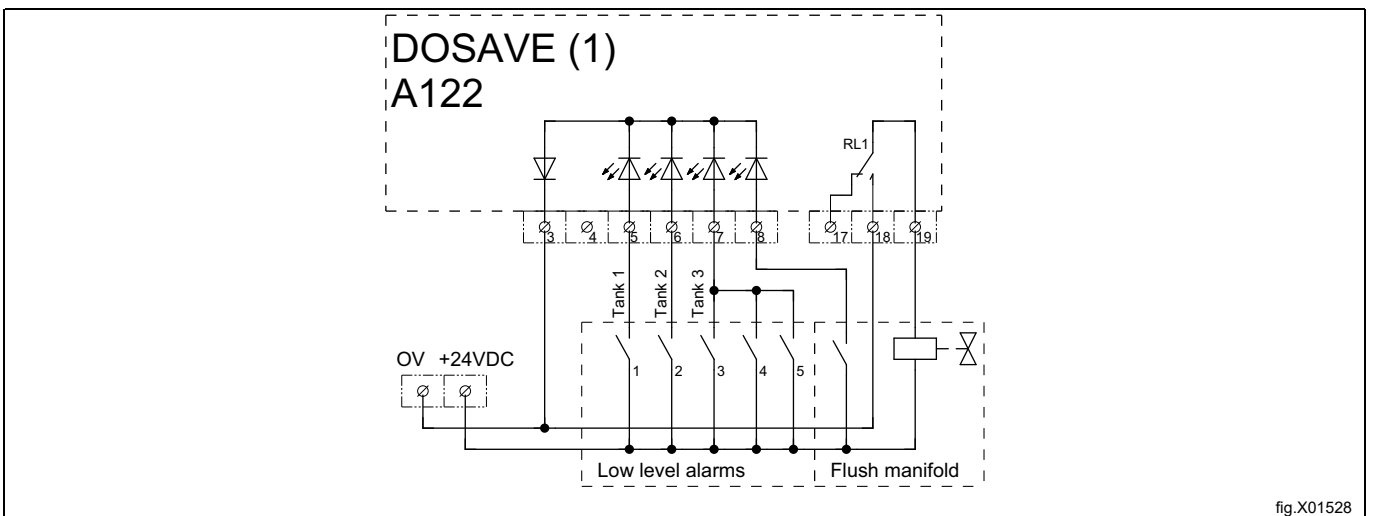 DOSAVE (1)
A122
RL1
3 4 5 6 7 8 17 18 19
Tank 1
Tank 2
Tank 3
OV +24VDC
1 2 3 4 5
Low level alarms
Flush manifold
fig.X01528